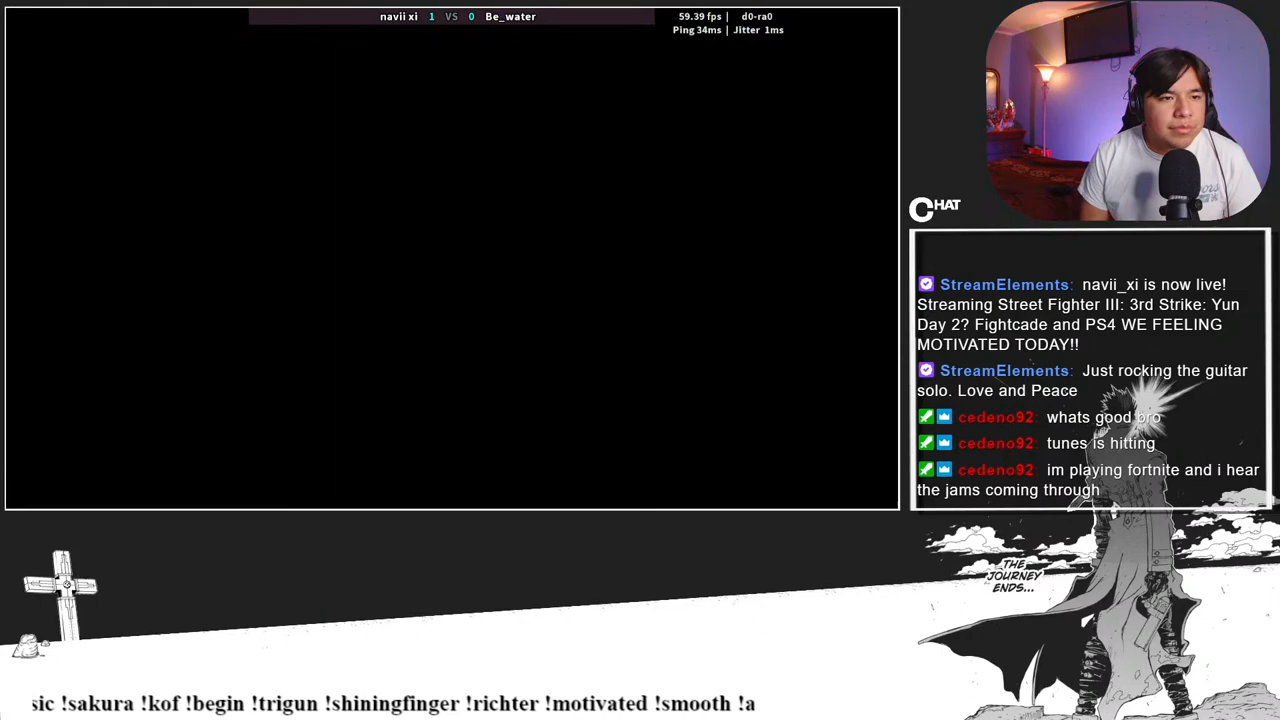 navii xi 1 VS 0 Be_water
59.39 fps | d0-ra0
Ping 34ms | Jitter 1ms
CHAT
StreamElements: navii_xi is now live!
Streaming Street Fighter III: 3rd Strike: Yun
Day 2? Fightcade and PS4 WE FEELING
MOTIVATED TODAY!!
StreamElements: Just rocking the guitar
solo. Love and Peace
cedeno92: whats good bro
cedeno92: tunes is hitting
cedeno92: im playing fortnite and i hear
the jams coming through
THE
JOURNEY
ENDS...
sic !sakura !kof !begin !trigun !shiningfinger !richter !motivated !smooth !a